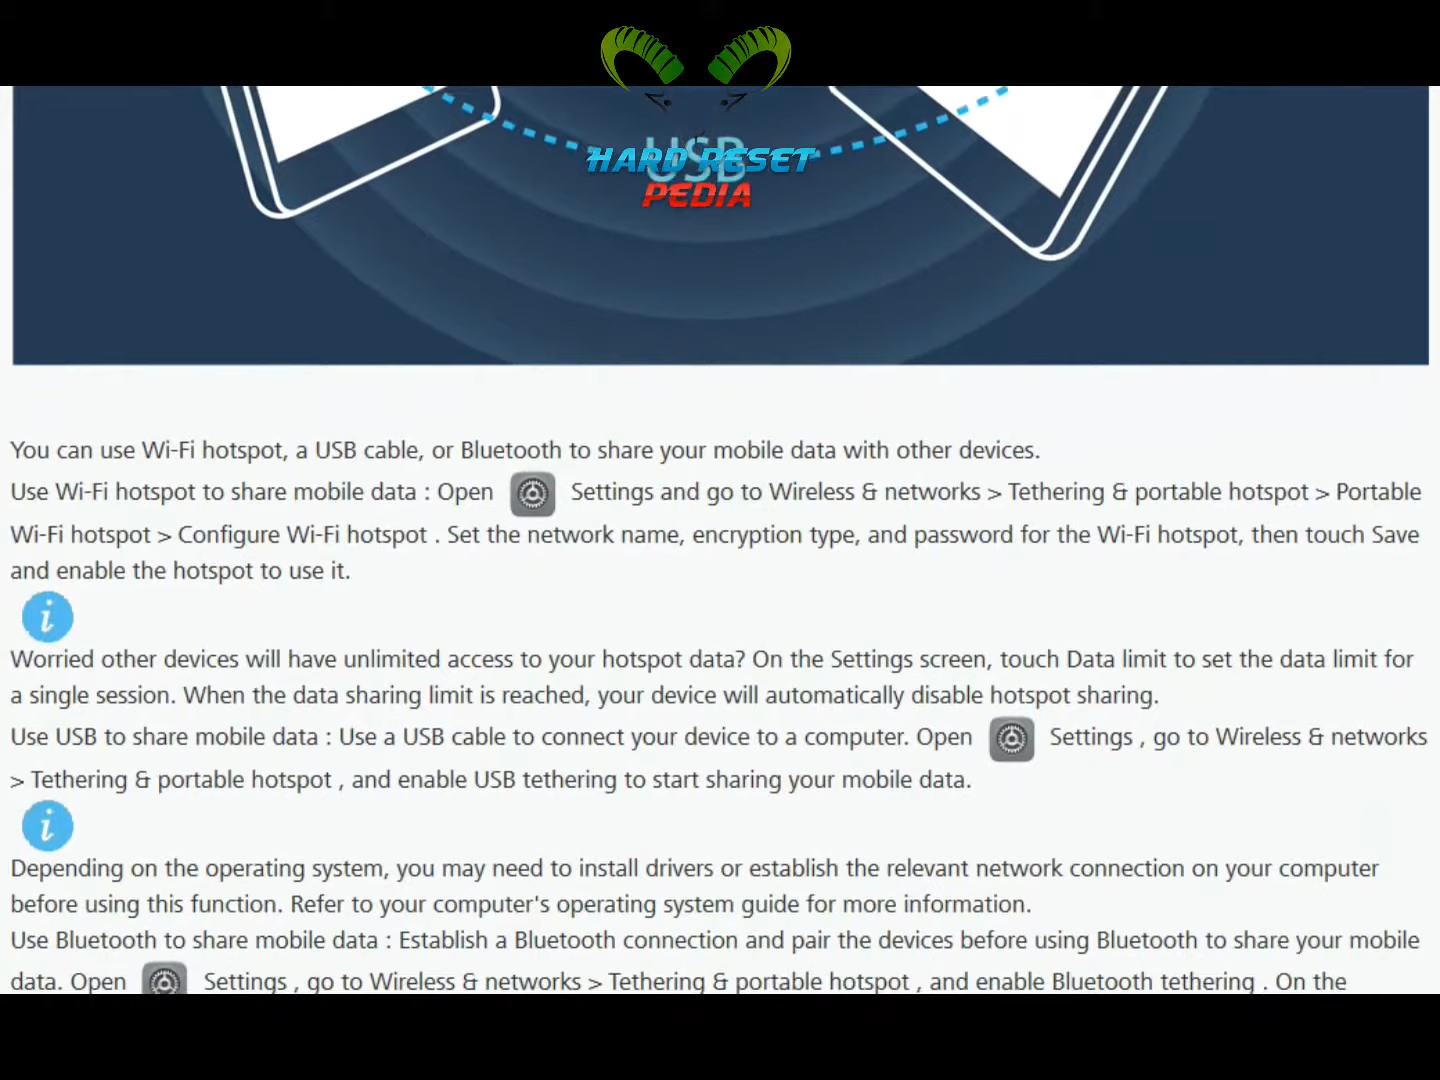 USB
HARD RESET
PEDIA
You can use Wi-Fi hotspot, a USB cable, or Bluetooth to share your mobile data with other devices.
Use Wi-Fi hotspot to share mobile data : Open Settings and go to Wireless & networks > Tethering & portable hotspot > Portable
Wi-Fi hotspot > Configure Wi-Fi hotspot . Set the network name, encryption type, and password for the Wi-Fi hotspot, then touch Save
and enable the hotspot to use it.
i
Worried other devices will have unlimited access to your hotspot data? On the Settings screen, touch Data limit to set the data limit for
a single session. When the data sharing limit is reached, your device will automatically disable hotspot sharing.
Use USB to share mobile data : Use a USB cable to connect your device to a computer. Open Settings , go to Wireless & networks
> Tethering & portable hotspot , and enable USB tethering to start sharing your mobile data.
i
Depending on the operating system, you may need to install drivers or establish the relevant network connection on your computer
before using this function. Refer to your computer's operating system guide for more information.
Use Bluetooth to share mobile data : Establish a Bluetooth connection and pair the devices before using Bluetooth to share your mobile
data. Open Settings , go to Wireless & networks > Tethering & portable hotspot , and enable Bluetooth tethering . On the